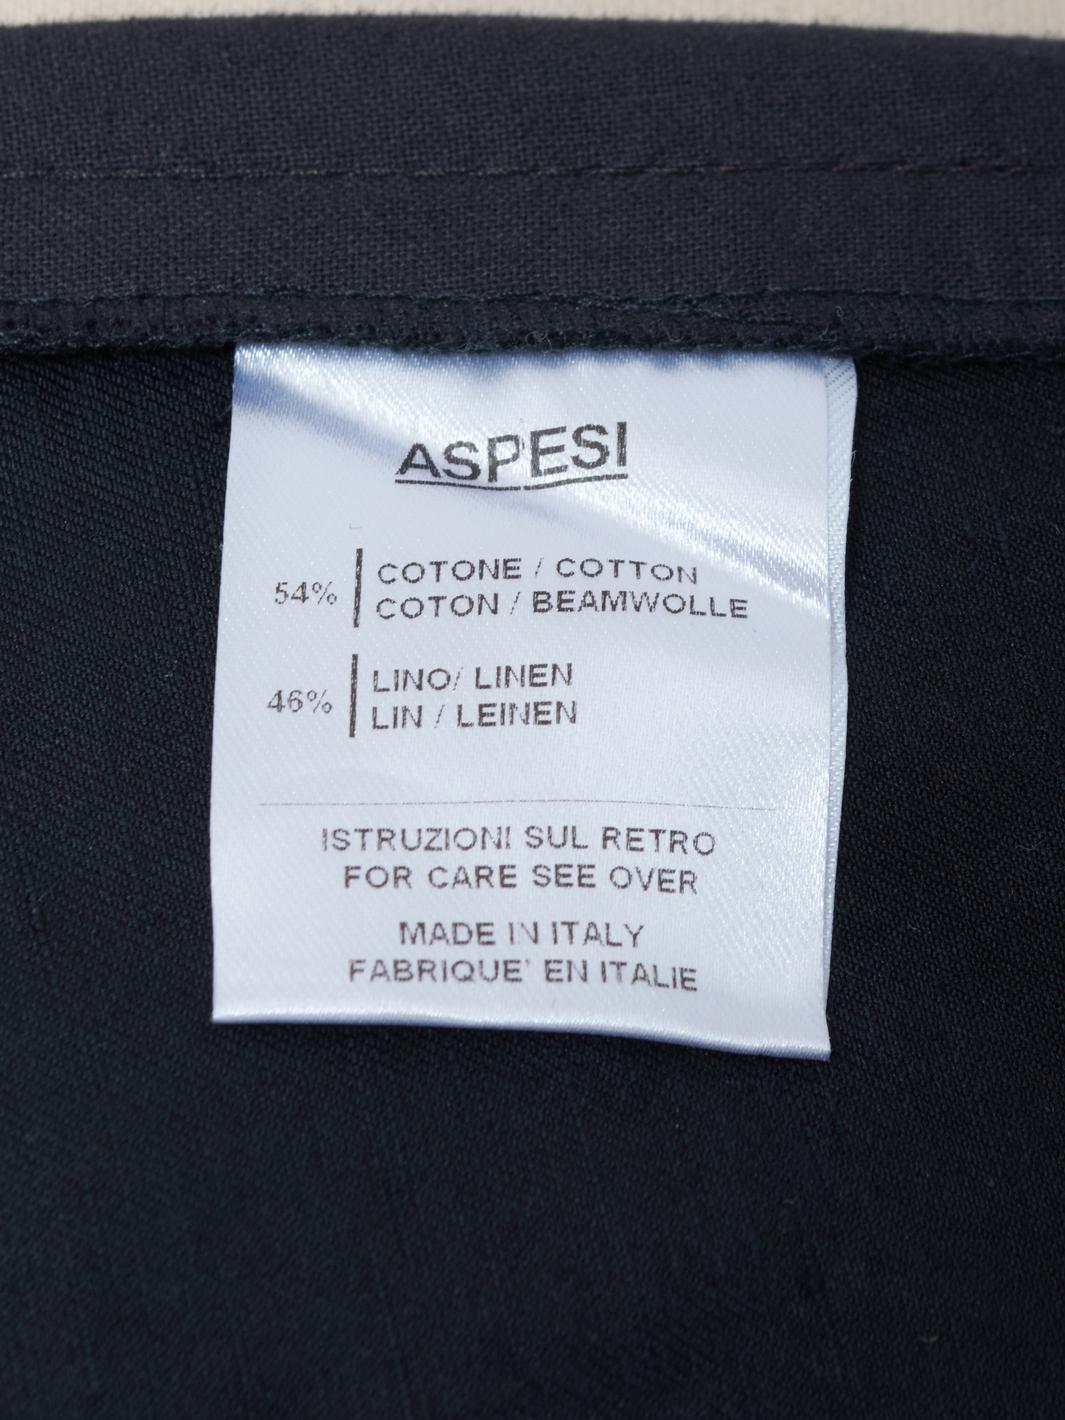 ASPESI
54%
COTONE / COTTON
COTON / BEAMWOLLE
46%
LINO/ LINEN
LIN / LEINEN
ISTRUZIONI SUL RETRO
FOR CARE SEE OVER
MADE IN ITALY
FABRIQUE' EN ITALIE